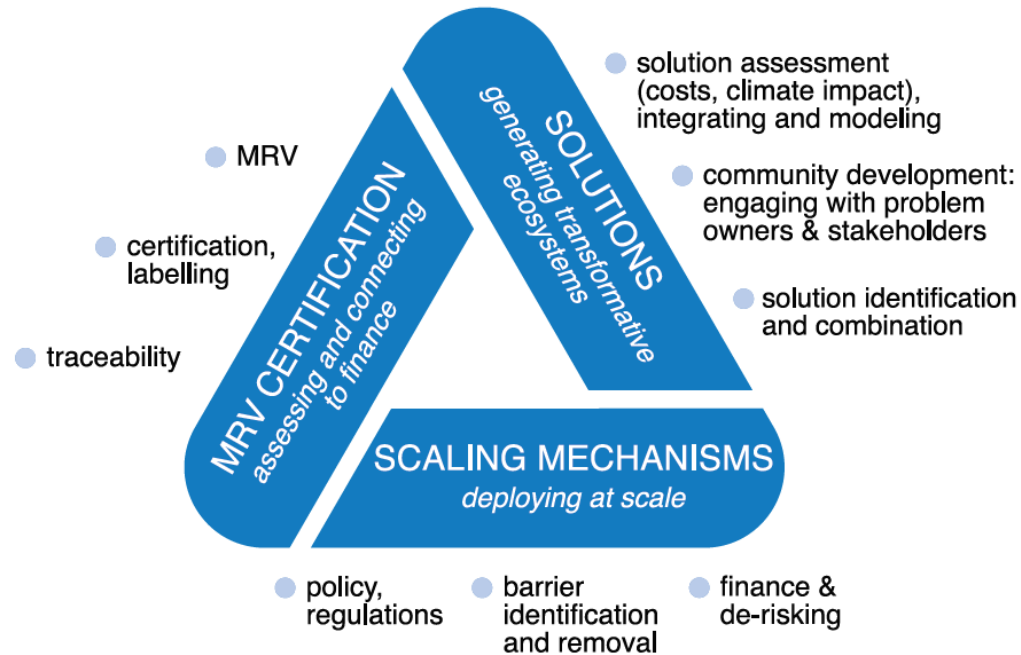 SOLUTIONS
generating transformative
ecosystems
solution assessment
(costs, climate impact),
integrating and modeling
community development:
engaging with problem
owners & stakeholders
solution identification
and combination
MRV CERTIFICATION
assessing and connecting
to finance
MRV
certification,
labelling
traceability
SCALING MECHANISMS
deploying at scale
policy,
regulations
barrier
identification
and removal
finance &
de-risking